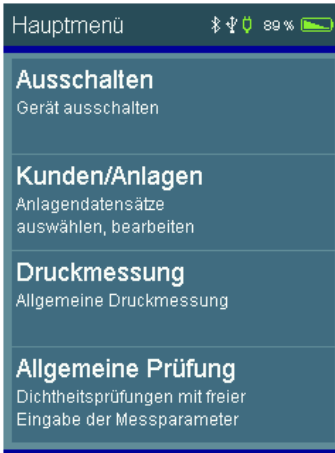 Hauptmenü 89 %
Ausschalten
Gerät ausschalten
Kunden/Anlagen
Anlagendatensätze
auswählen, bearbeiten
Druckmessung
Allgemeine Druckmessung
Allgemeine Prüfung
Dichtheitsprüfungen mit freier
Eingabe der Messparameter